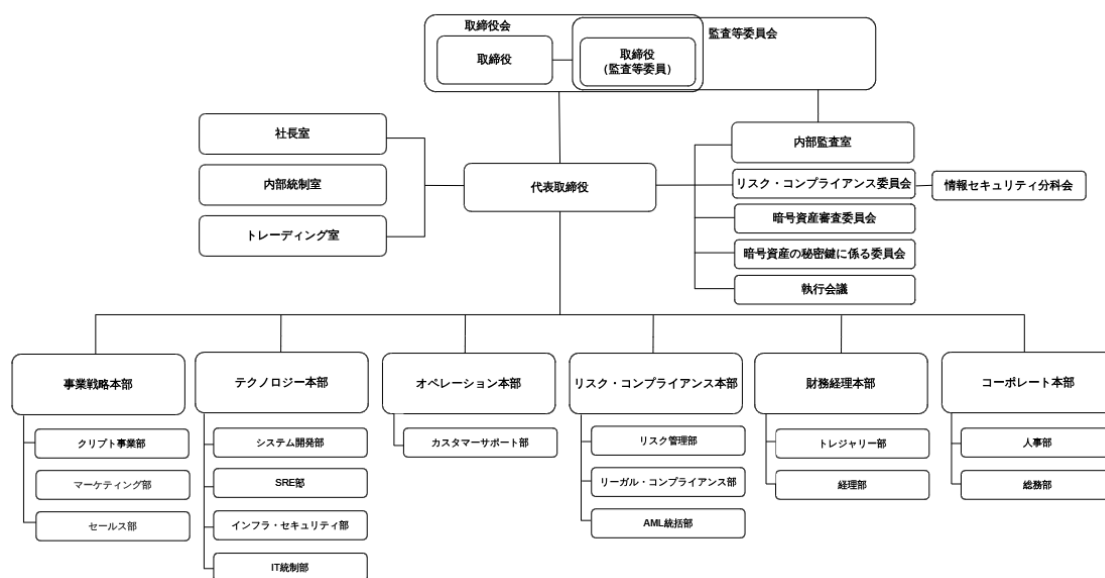 取締役会
監査等委員会
取締役
取締役
（監査等委員）
社長室
内部統制室
トレーディング室
代表取締役
内部監査室
リスク・コンプライアンス委員会
情報セキュリティ分科会
暗号資産審査委員会
暗号資産の秘密鍵に係る委員会
執行会議
事業戦略本部
テクノロジー本部
オペレーション本部
リスク・コンプライアンス本部
財務経理本部
コーポレート本部
クリプト事業部
マーケティング部
セールス部
システム開発部
SRE部
インフラ・セキュリティ部
IT統制部
カスタマーサポート部
リスク管理部
リーガル・コンプライアンス部
AML統括部
トレジャリー部
経理部
人事部
総務部